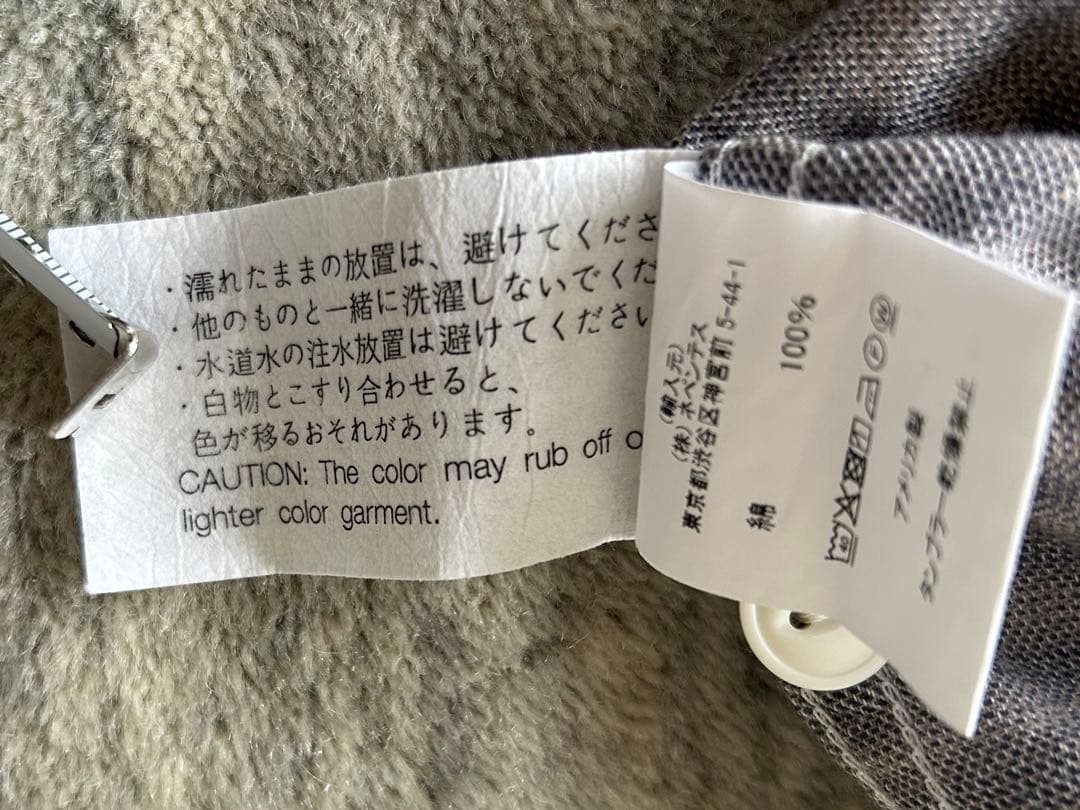 ・濡れたままの放置は、避けてくださ
・他のものと一緒に洗濯しないでくだ
・水道水の注水放置は避けてください
・白物とこすり合わせると、
色が移るおそれがあります。
CAUTION: The color may rub off o
lighter color garment.
(輸入元)
(株)ネペンテス
東京都渋谷区神宮前 5-44-1
綿 100%
アメリカ製
タンブラー乾燥禁止